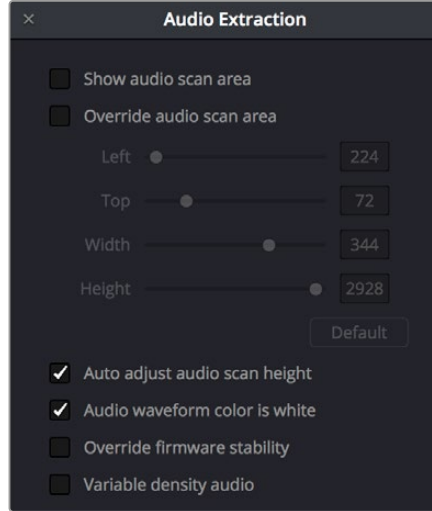 Audio Extraction
Show audio scan area
Override audio scan area
Left 224
Top 72
Width 344
Height 2928
Default
Auto adjust audio scan height
Audio waveform color is white
Override firmware stability
Variable density audio